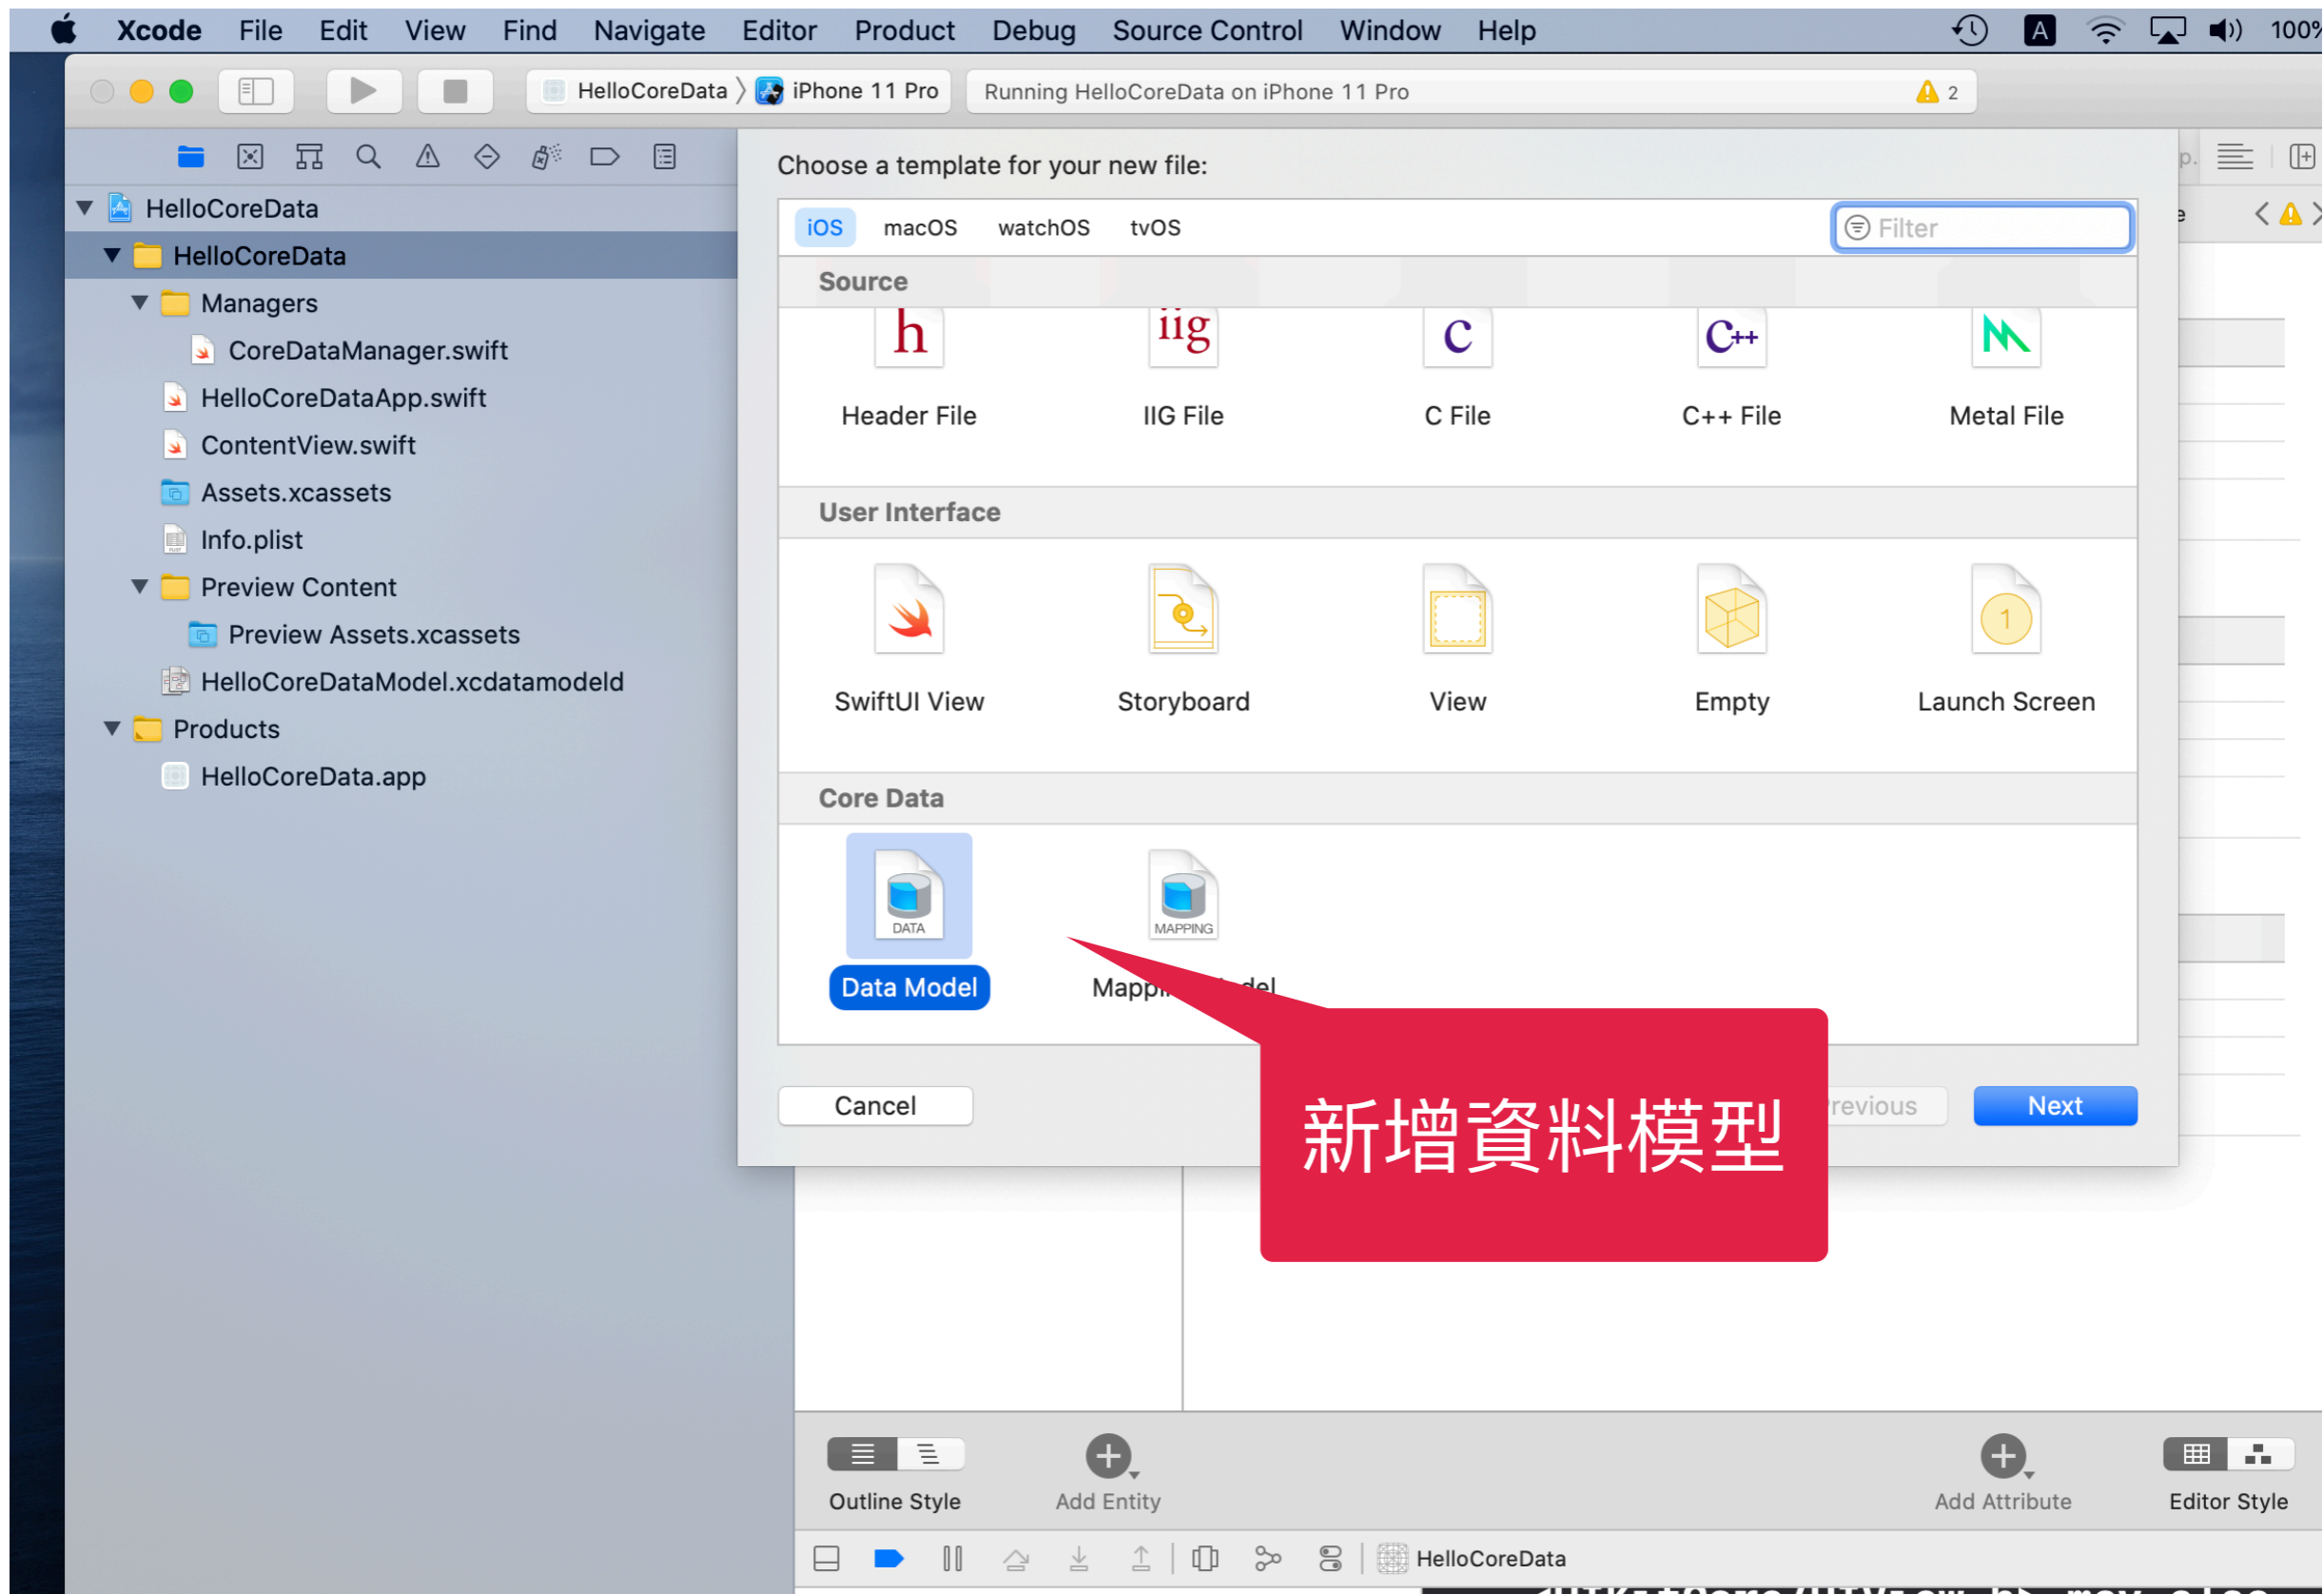 Xcode File Edit View Find Navigate Editor Product Debug Source Control Window Help A 100%
HelloCoreData 〉 iPhone 11 Pro Running HelloCoreData on iPhone 11 Pro 2
Choose a template for your new file:
iOS macOS watchOS tvOS Filter
HelloCoreData
HelloCoreData
Managers
CoreDataManager.swift
HelloCoreDataApp.swift
ContentView.swift
Assets.xcassets
Info.plist
Preview Content
Preview Assets.xcassets
HelloCoreDataModel.xcdatamodeld
Products
HelloCoreData.app
Source
h iig C C++
Header File IIG File C File C++ File Metal File
User Interface
1
SwiftUI View Storyboard View Empty Launch Screen
Core Data
DATA MAPPING
Data Model
新增資料模型
Cancel Next
Outline Style Add Entity Add Attribute Editor Style
HelloCoreData